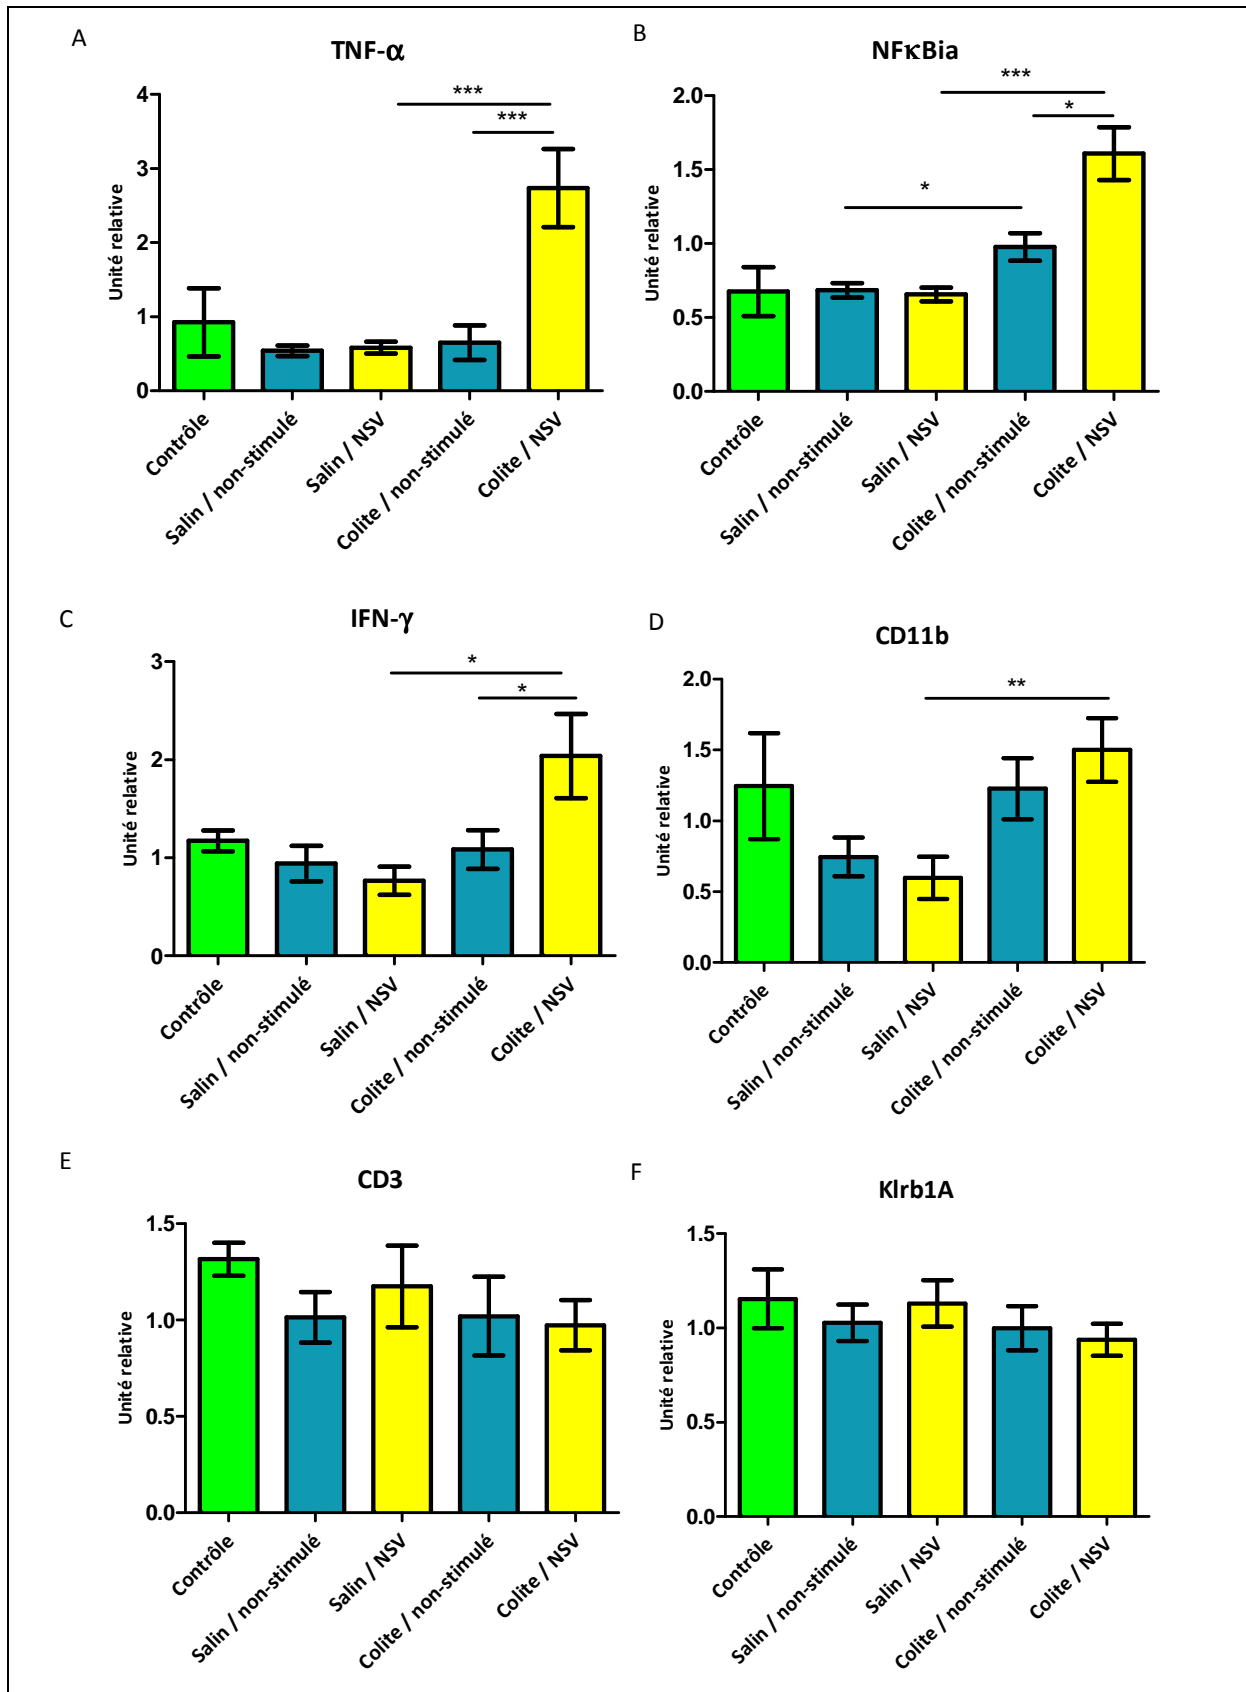 A
TNF-α
***
***
4
3
2
1
0
Unité relative
Contrôle
Salin / non-stimulé
Salin / NSV
Colite / non-stimulé
Colite / NSV
B
NFκBia
***
*
*
2.0
1.5
1.0
0.5
0.0
Unité relative
Contrôle
Salin / non-stimulé
Salin / NSV
Colite / non-stimulé
Colite / NSV
C
IFN-γ
*
*
3
2
1
0
Unité relative
Contrôle
Salin / non-stimulé
Salin / NSV
Colite / non-stimulé
Colite / NSV
D
CD11b
**
2.0
1.5
1.0
0.5
0.0
Unité relative
Contrôle
Salin / non-stimulé
Salin / NSV
Colite / non-stimulé
Colite / NSV
E
CD3
1.5
1.0
0.5
0.0
Unité relative
Contrôle
Salin / non-stimulé
Salin / NSV
Colite / non-stimulé
Colite / NSV
F
Klrb1A
1.5
1.0
0.5
0.0
Unité relative
Contrôle
Salin / non-stimulé
Salin / NSV
Colite / non-stimulé
Colite / NSV